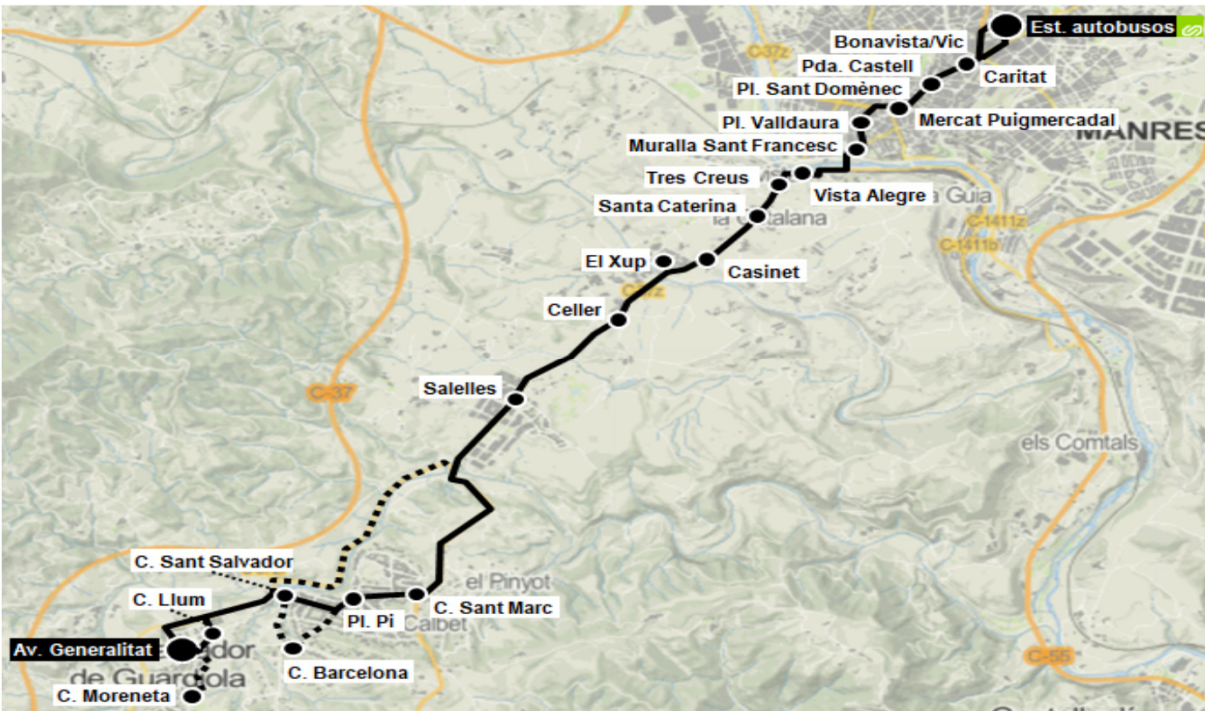 Est. autobusos
Bonavista/Vic
C-37z
Pda. Castell
Caritat
Pl. Sant Domènec
Mercat Puigmercadal
Pl. Valldaura
MANRES
Muralla Sant Francesc
Tres Creus
Vista Alegre
Guia
Santa Caterina
la
C-1411z
C-1411b
El Xup
Casinet
Celler
C-37
Salelles
els Comtals
C. Sant Salvador
el Pinyot
C. Llum
C. Sant Marc
Pl. Pi
Calbet
Av. Generalitat
C-55
C. Barcelona
de Guardiola
C. Moreneta